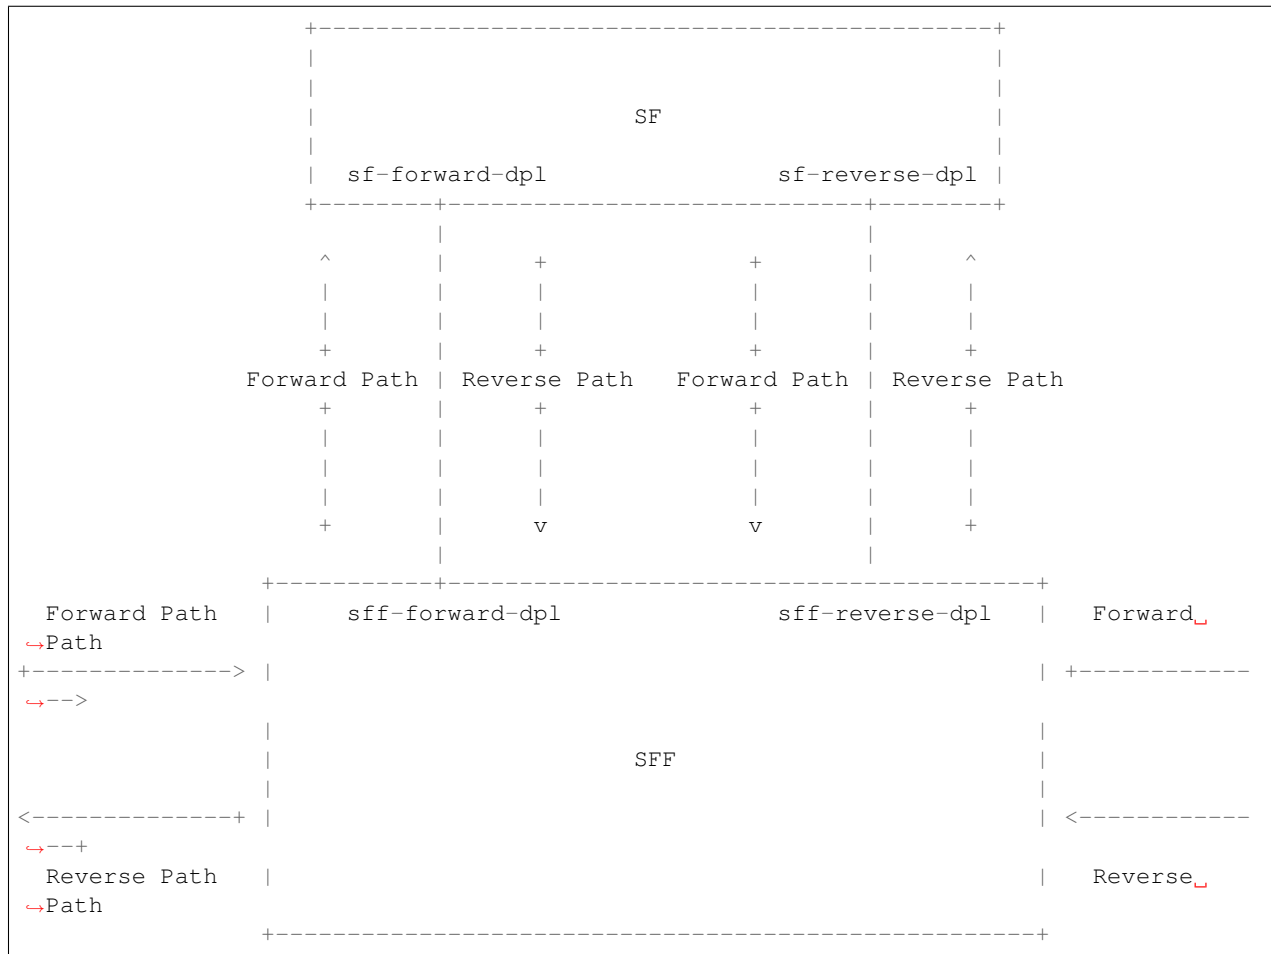 +-----------------------------------------------+
|                                               |
|                                               |
|                      SF                       |
|                                               |
|  sf-forward-dpl                sf-reverse-dpl |
+--------+-----------------------------+--------+
| |
^ | + + | ^
| | | | | |
| | | | | |
+ | + + | +
Forward Path | Reverse Path Forward Path | Reverse Path
+ | + + | +
| | | | | |
| | | | | |
| | | | | |
+ | v v | +
| |
+-----------+-----------------------------------------+
Forward Path | sff-forward-dpl sff-reverse-dpl | Forward␣
↪Path
+--------------> | | +------------
↪-->
| |
| SFF |
| |
<--------------+ | | <------------
↪--+
Reverse Path | | Reverse␣
↪Path
+-----------------------------------------------------+